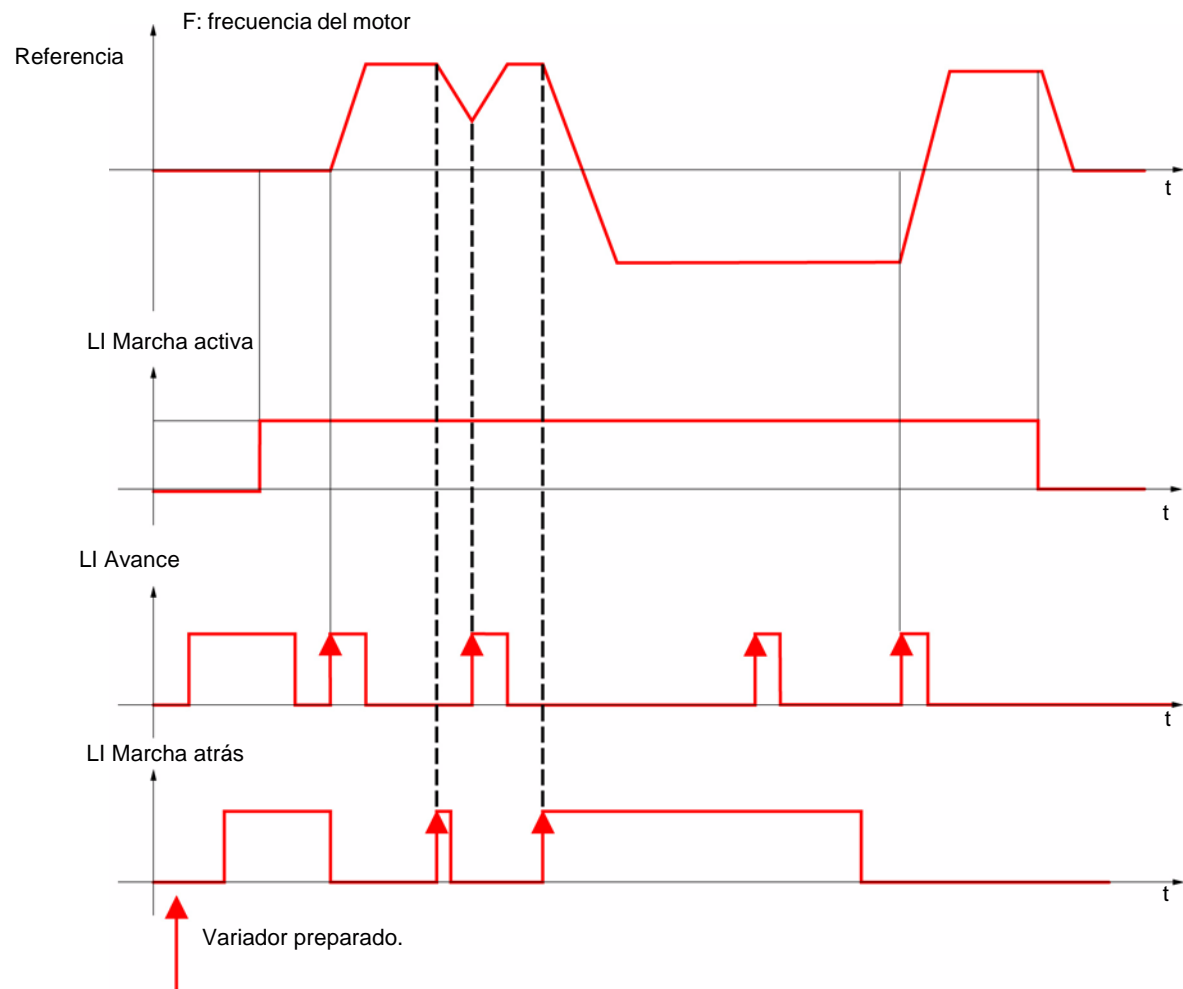 F: frecuencia del motor
Referencia
t
LI Marcha activa
t
LI Avance
t
LI Marcha atrás
t
Variador preparado.